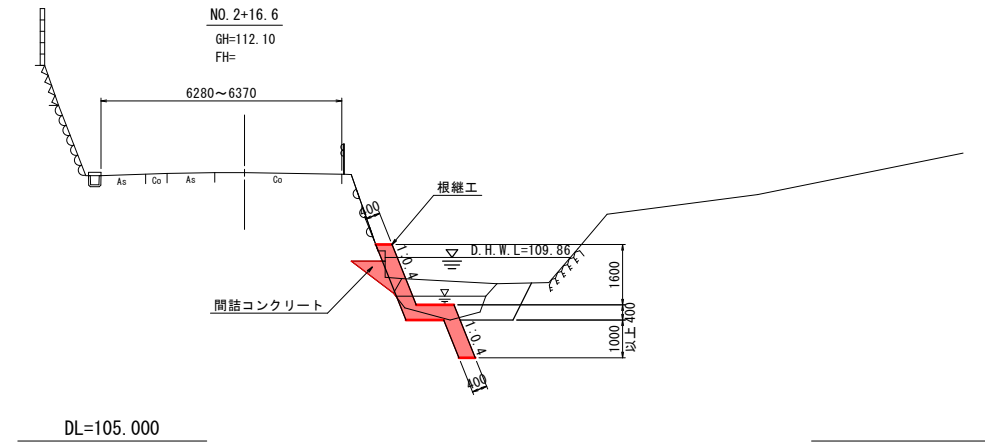 NO.2+16.6
GH=112.10
FH=
6280～6370
As
Co
As
Co
根継工
400
D.H.W.L=109.86
1:0.4
1600
間詰コンクリート
400
1:0.4
1000
以上
400
DL=105.000